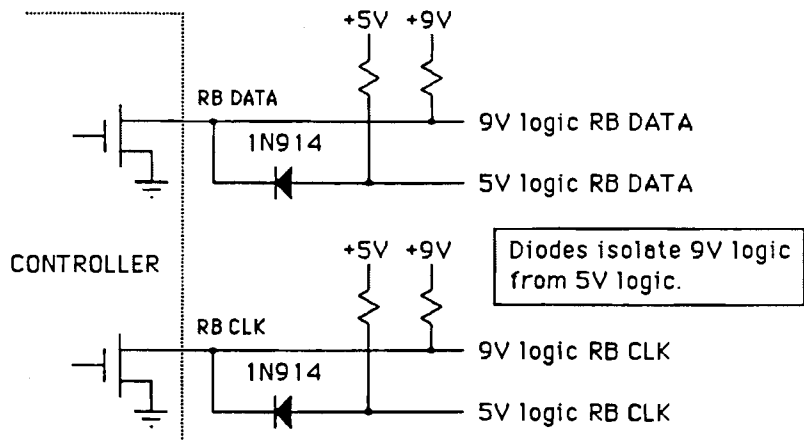 +5V +9V
RB DATA
9V logic RB DATA
1N914
5V logic RB DATA
CONTROLLER
+5V +9V
Diodes isolate 9V logic
from 5V logic.
RB CLK
9V logic RB CLK
1N914
5V logic RB CLK